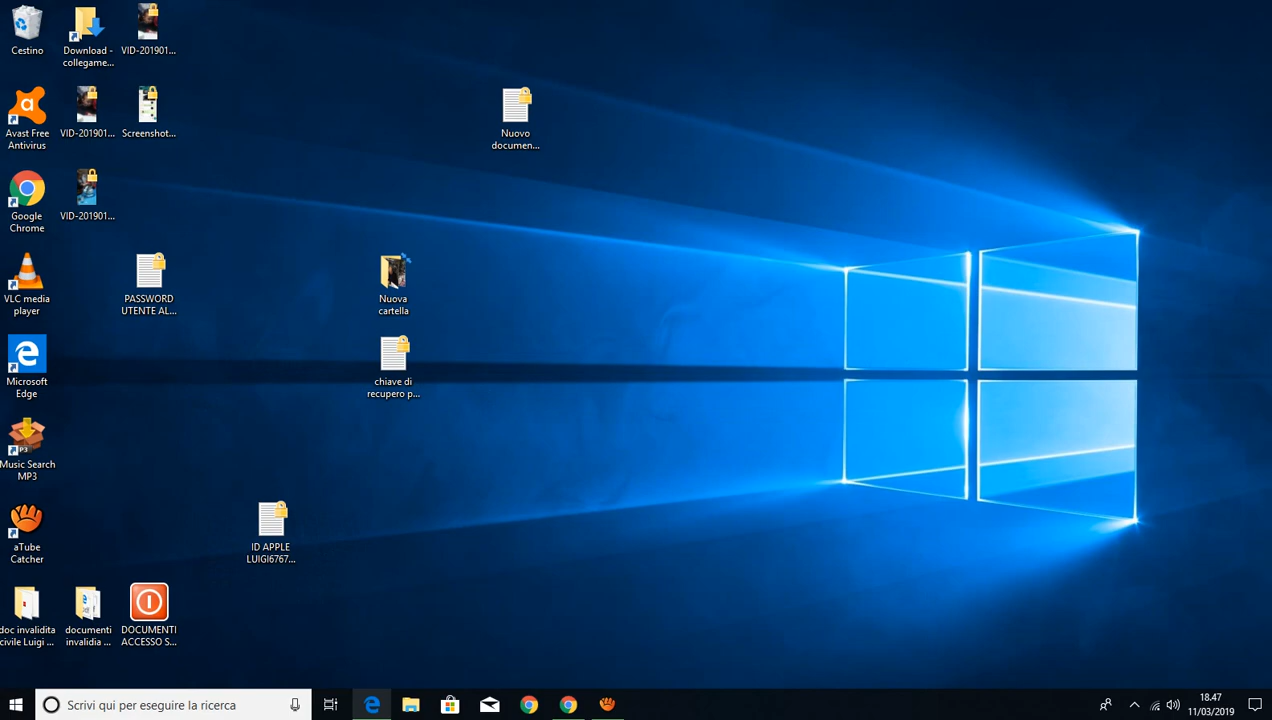 Cestino
Download -
collegame...
VID-201901...
Avast Free
Antivirus
VID-201901...
Screenshot...
Nuovo
documen...
Google
Chrome
VID-201901...
VLC media
player
PASSWORD
UTENTE AL...
Nuova
cartella
Microsoft
Edge
chiave di
recupero p...
Music Search
MP3
aTube
Catcher
ID APPLE
LUIGI6767...
doc invalidita
civile Luigi ...
documenti
invalidia ...
DOCUMENTI
ACCESSO S...
Scrivi qui per eseguire la ricerca
18.47
11/03/2019